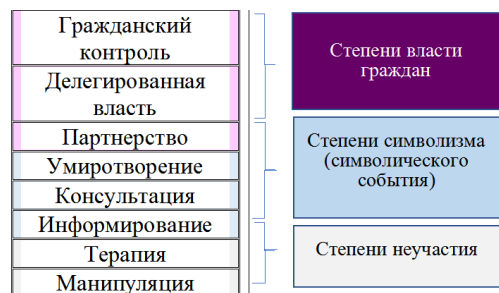 Гражданский
контроль
Делегированная
власть
Партнерство
Умиротворение
Консультация
Информирование
Терапия
Манипуляция
Степени власти
граждан
Степени символизма
(символического
события)
Степени неучастия